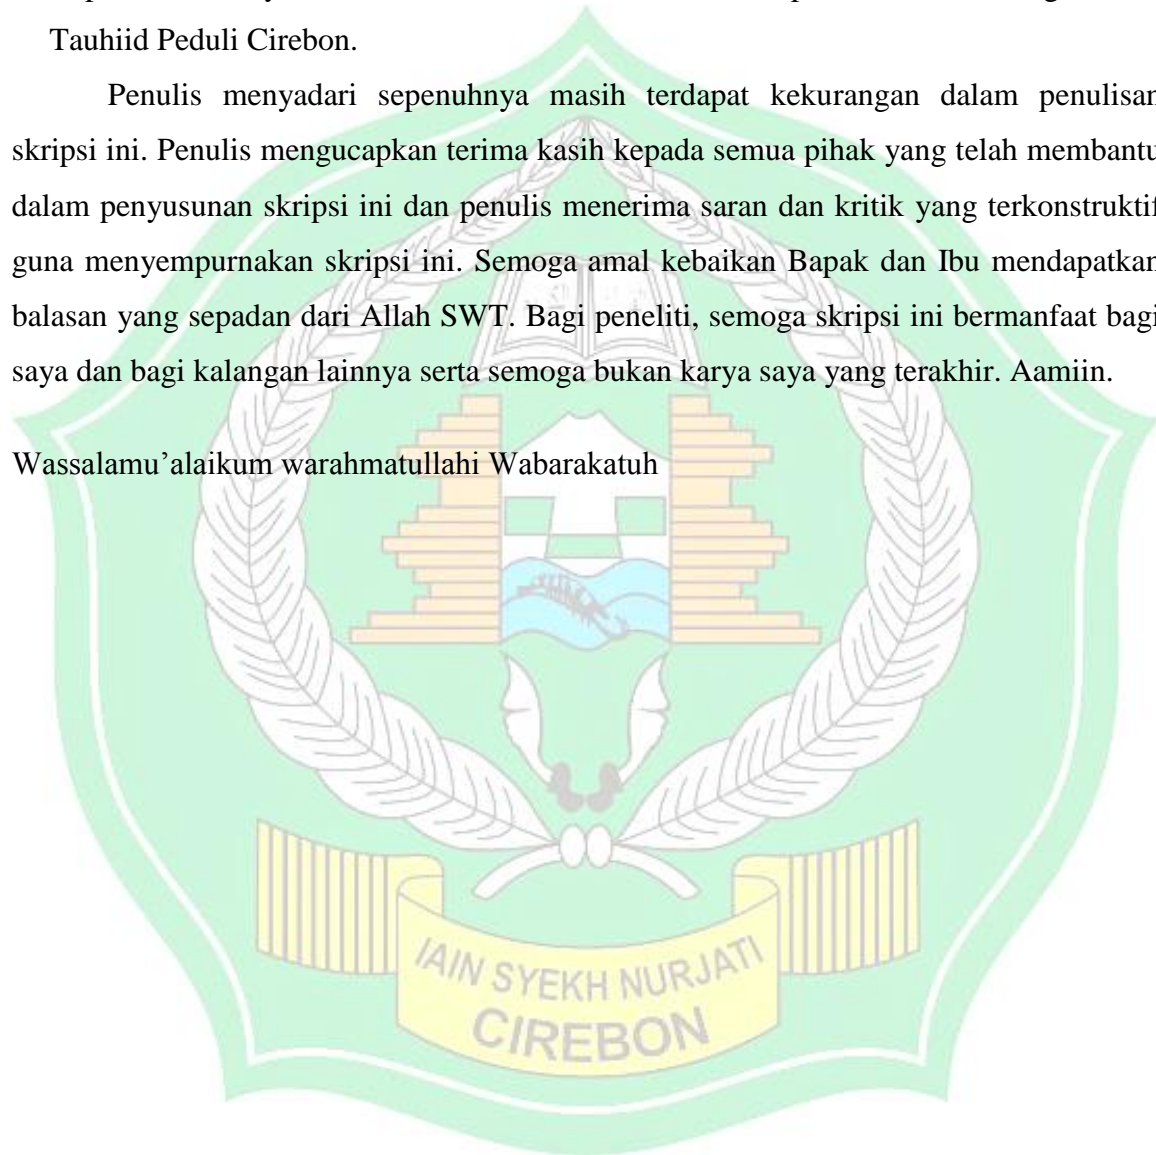 Tauhiid Peduli Cirebon.
Penulis menyadari sepenuhnya masih terdapat kekurangan dalam penulisan
skripsi ini. Penulis mengucapkan terima kasih kepada semua pihak yang telah membantu
dalam penyusunan skripsi ini dan penulis menerima saran dan kritik yang terkonstruktif
guna menyempurnakan skripsi ini. Semoga amal kebaikan Bapak dan Ibu mendapatkan
balasan yang sepadan dari Allah SWT. Bagi peneliti, semoga skripsi ini bermanfaat bagi
saya dan bagi kalangan lainnya serta semoga bukan karya saya yang terakhir. Aamiin.
Wassalamu’alaikum warahmatullahi Wabarakatuh
IAIN SYEKH NURJATI
CIREBON